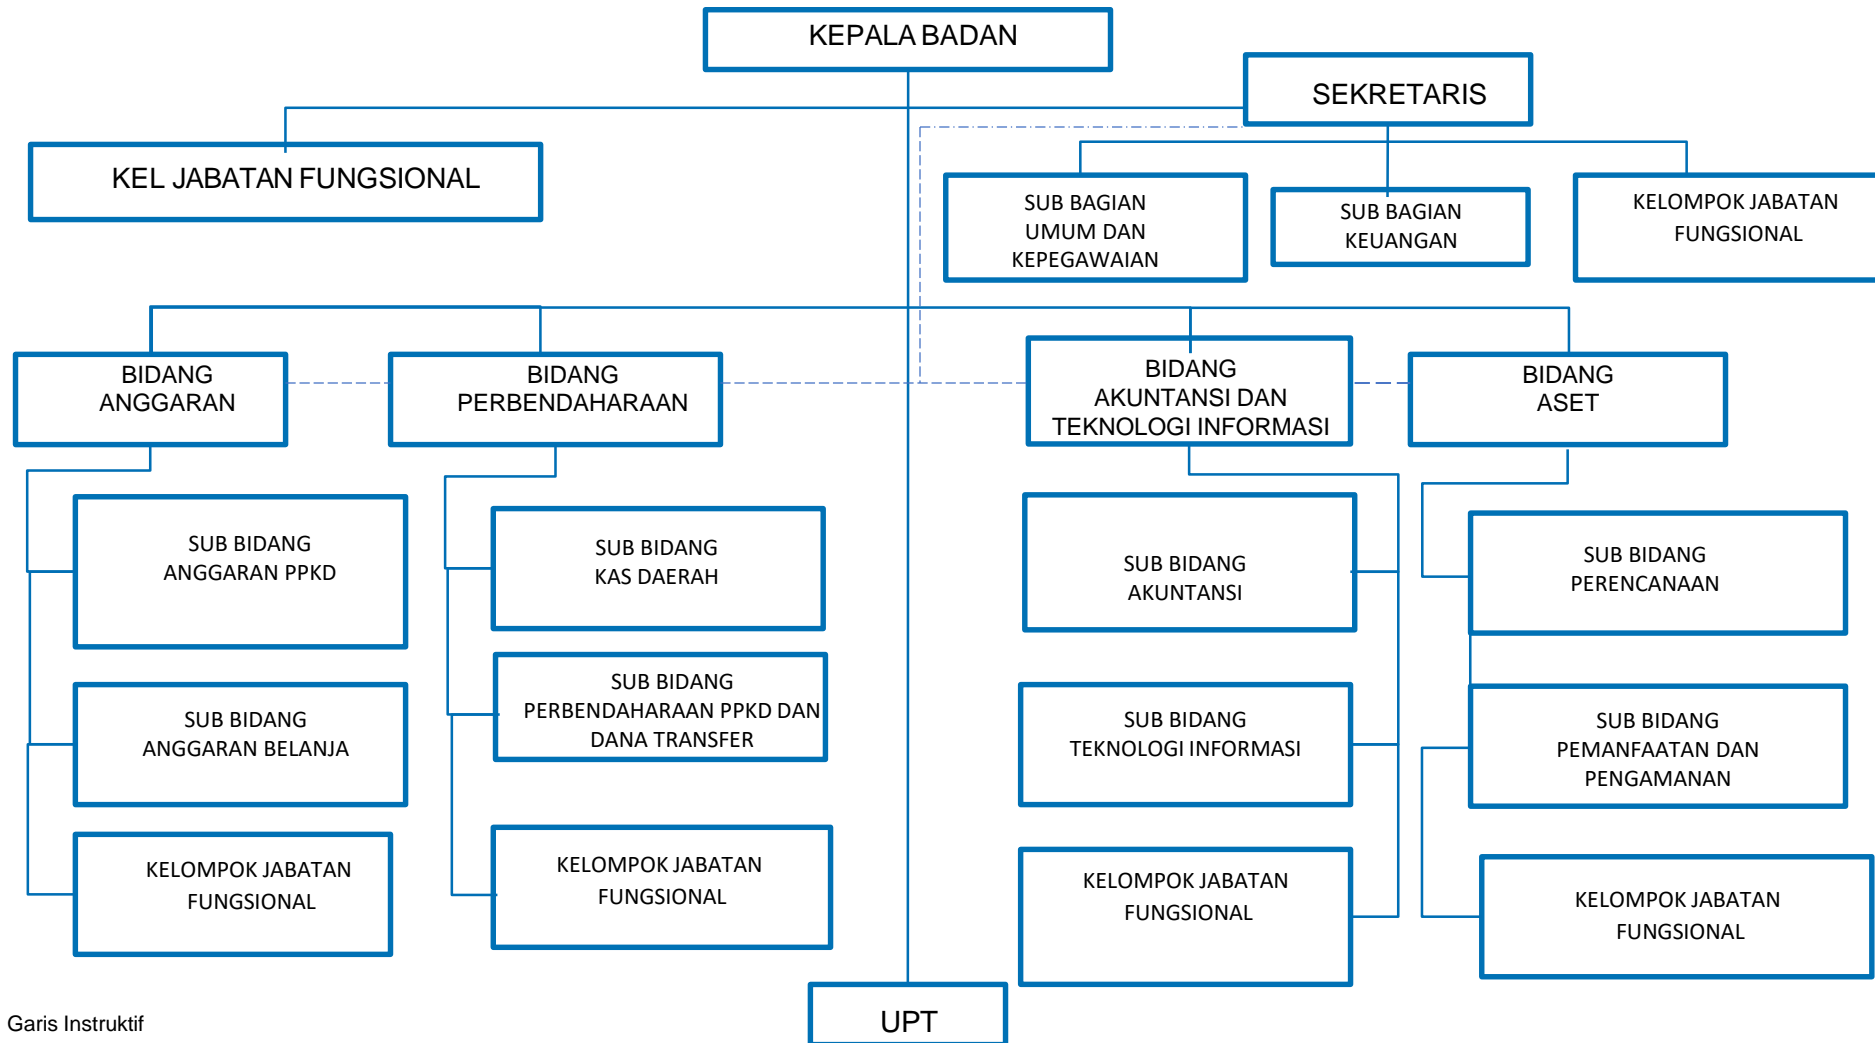 KEPALA BADAN
SEKRETARIS
KEL JABATAN FUNGSIONAL
SUB BAGIAN
UMUM DAN
KEPEGAWAIAN
SUB BAGIAN
KEUANGAN
KELOMPOK JABATAN
FUNGSIONAL
BIDANG
ANGGARAN
BIDANG
PERBENDAHARAAN
BIDANG
AKUNTANSI DAN
TEKNOLOGI INFORMASI
BIDANG
ASET
SUB BIDANG
ANGGARAN PPKD
SUB BIDANG
KAS DAERAH
SUB BIDANG
AKUNTANSI
SUB BIDANG
PERENCANAAN
SUB BIDANG
ANGGARAN BELANJA
SUB BIDANG
PERBENDAHARAAN PPKD DAN
DANA TRANSFER
SUB BIDANG
TEKNOLOGI INFORMASI
SUB BIDANG
PEMANFAATAN DAN
PENGAMANAN
KELOMPOK JABATAN
FUNGSIONAL
KELOMPOK JABATAN
FUNGSIONAL
KELOMPOK JABATAN
FUNGSIONAL
KELOMPOK JABATAN
FUNGSIONAL
Garis Instruktif
UPT